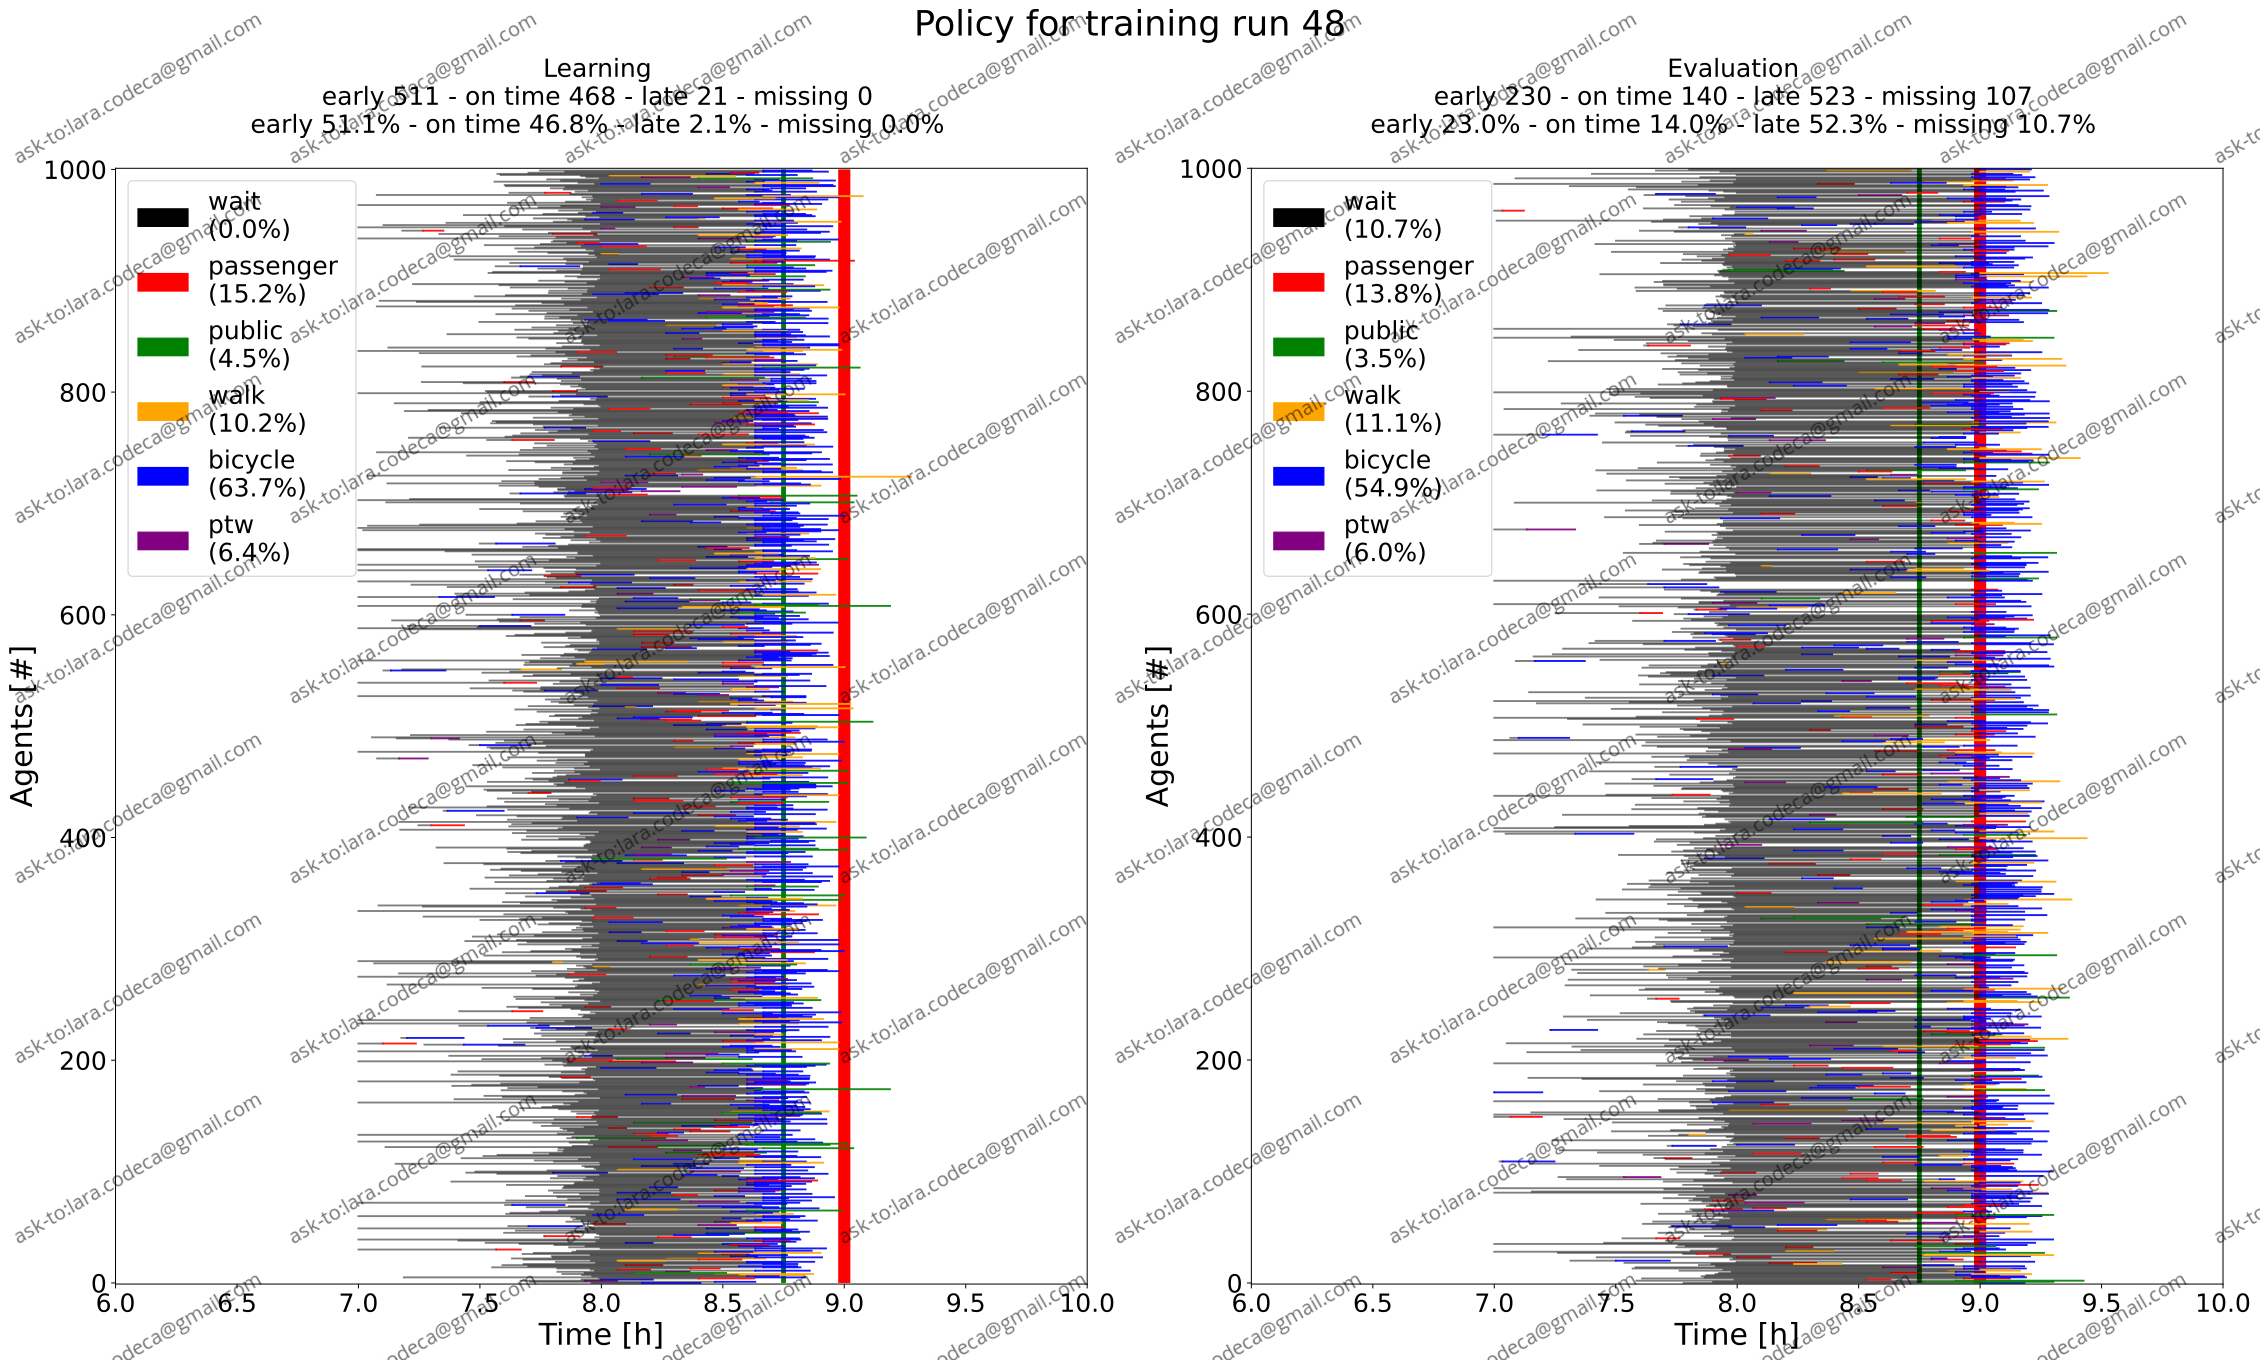 Policy for training run 48
Learning
early 511 - on time 468 - late 21 - missing 0
early 51.1% - on time 46.8% - late 2.1% - missing 0.0%
1000
800
600
400
200
0
Agents [#]
wait
(0.0%)
passenger
(15.2%)
public
(4.5%)
walk
(10.2%)
bicycle
(63.7%)
ptw
(6.4%)
6.0 6.5 7.0 7.5 8.0 8.5 9.0 9.5 10.0
Time [h]
Evaluation
early 230 - on time 140 - late 523 - missing 107
early 23.0% - on time 14.0% - late 52.3% - missing 10.7%
1000
800
600
400
200
0
Agents [#]
wait
(10.7%)
passenger
(13.8%)
public
(3.5%)
walk
(11.1%)
bicycle
(54.9%)
ptw
(6.0%)
6.0 6.5 7.0 7.5 8.0 8.5 9.0 9.5 10.0
Time [h]
ask-to:lara.codeca@gmail.com